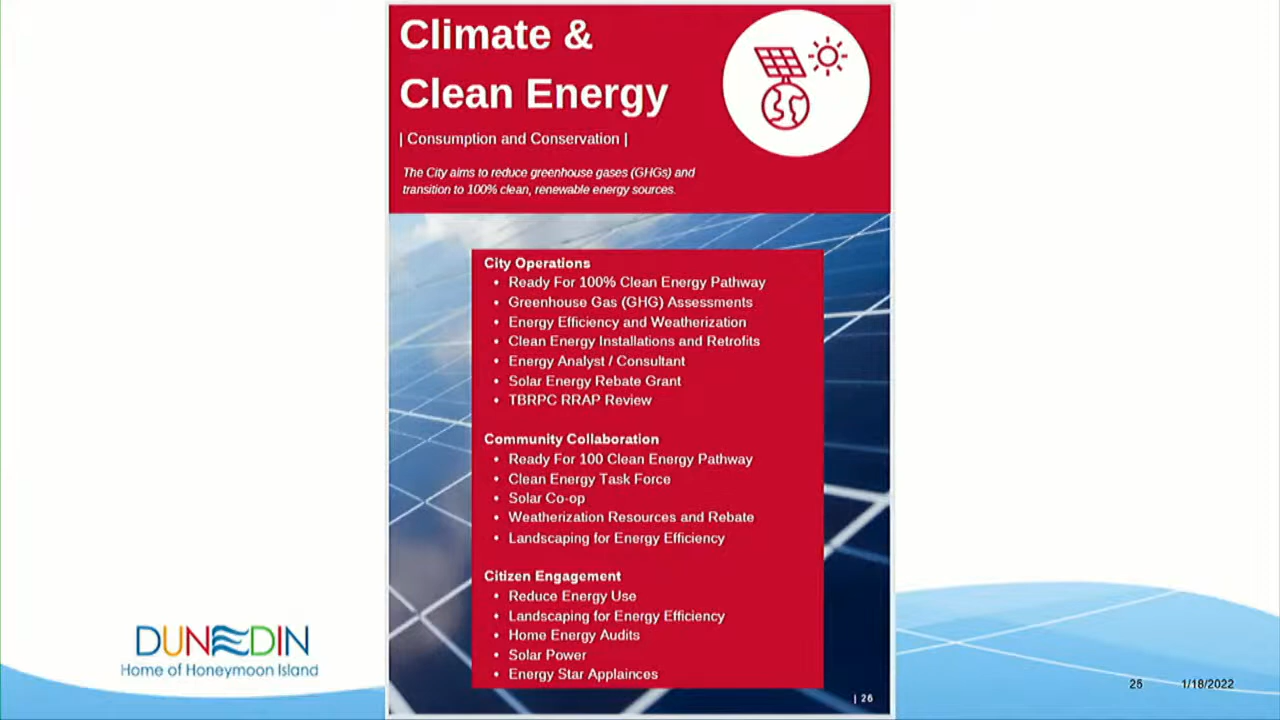 Climate &
Clean Energy
| Consumption and Conservation |
The City aims to reduce greenhouse gases (GHGs) and
transition to 100% clean, renewable energy sources.
City Operations
• Ready For 100% Clean Energy Pathway
• Greenhouse Gas (GHG) Assessments
• Energy Efficiency and Weatherization
• Clean Energy Installations and Retrofits
• Energy Analyst / Consultant
• Solar Energy Rebate Grant
• TBRPC RRAP Review
Community Collaboration
• Ready For 100 Clean Energy Pathway
• Clean Energy Task Force
• Solar Co-op
• Weatherization Resources and Rebate
• Landscaping for Energy Efficiency
Citizen Engagement
• Reduce Energy Use
• Landscaping for Energy Efficiency
• Home Energy Audits
• Solar Power
• Energy Star Applainces
| 26
DUNEDIN
Home of Honeymoon Island
25 1/18/2022